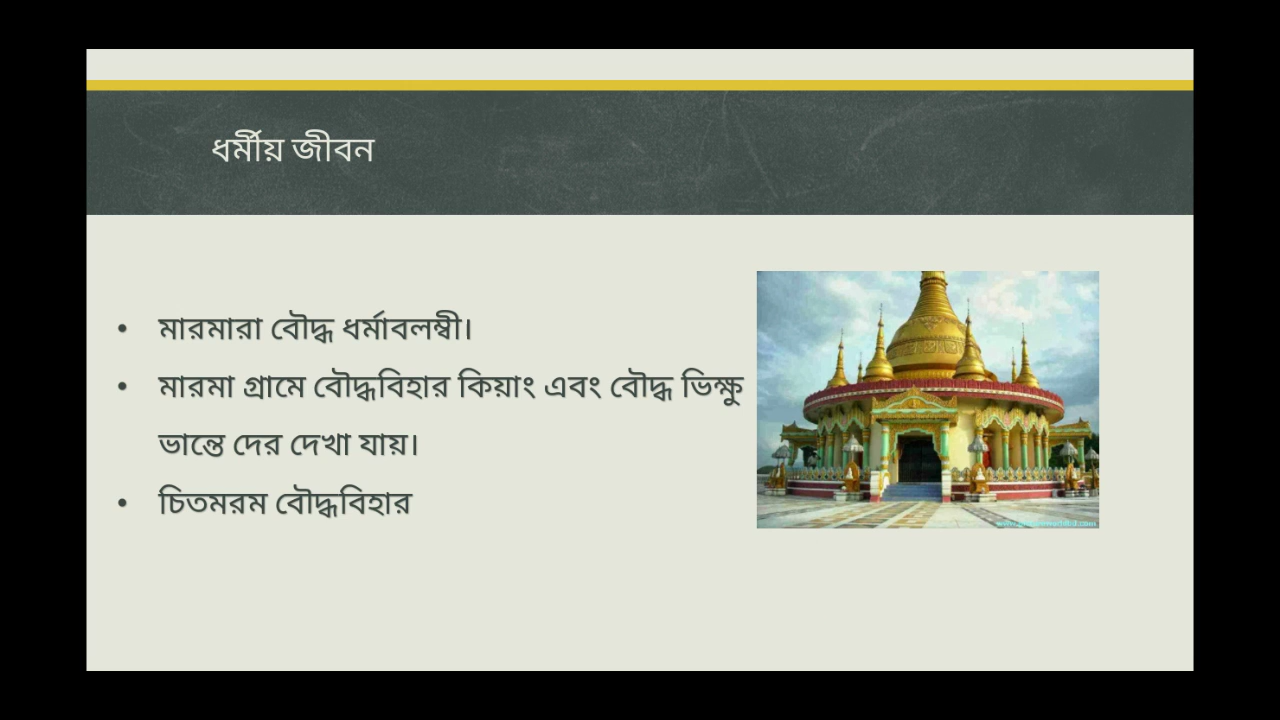 ধর্মীয় জীবন
• মারমারা বৌদ্ধ ধর্মাবলম্বী।
• মারমা গ্রামে বৌদ্ধবিহার কিয়াং এবং বৌদ্ধ ভিক্ষু
ভান্তে দের দেখা যায়।
• চিতমরম বৌদ্ধবিহার